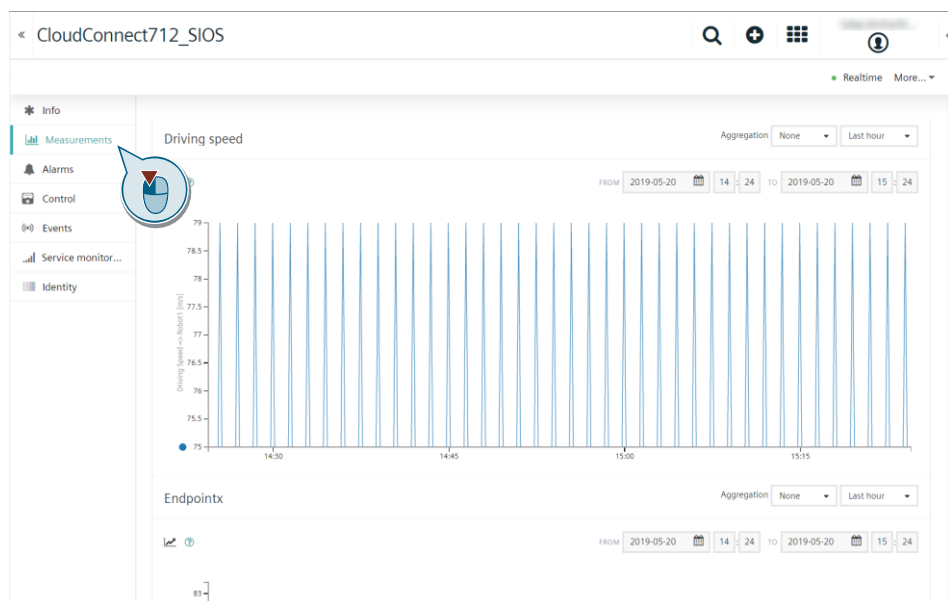 « CloudConnect712_SIOS
Realtime More...
Info
Measurements
Alarms
Control
Events
Service monitor...
Identity
Driving speed
Aggregation None Last hour
FROM 2019-05-20 14 : 24 TO 2019-05-20 15 : 24
79
78.5
78
77.5
77
76.5
76
75.5
75
Driving Speed => Robot1 [m/s]
14:30 14:45 15:00 15:15
Endpointx
Aggregation None Last hour
FROM 2019-05-20 14 : 24 TO 2019-05-20 15 : 24
83